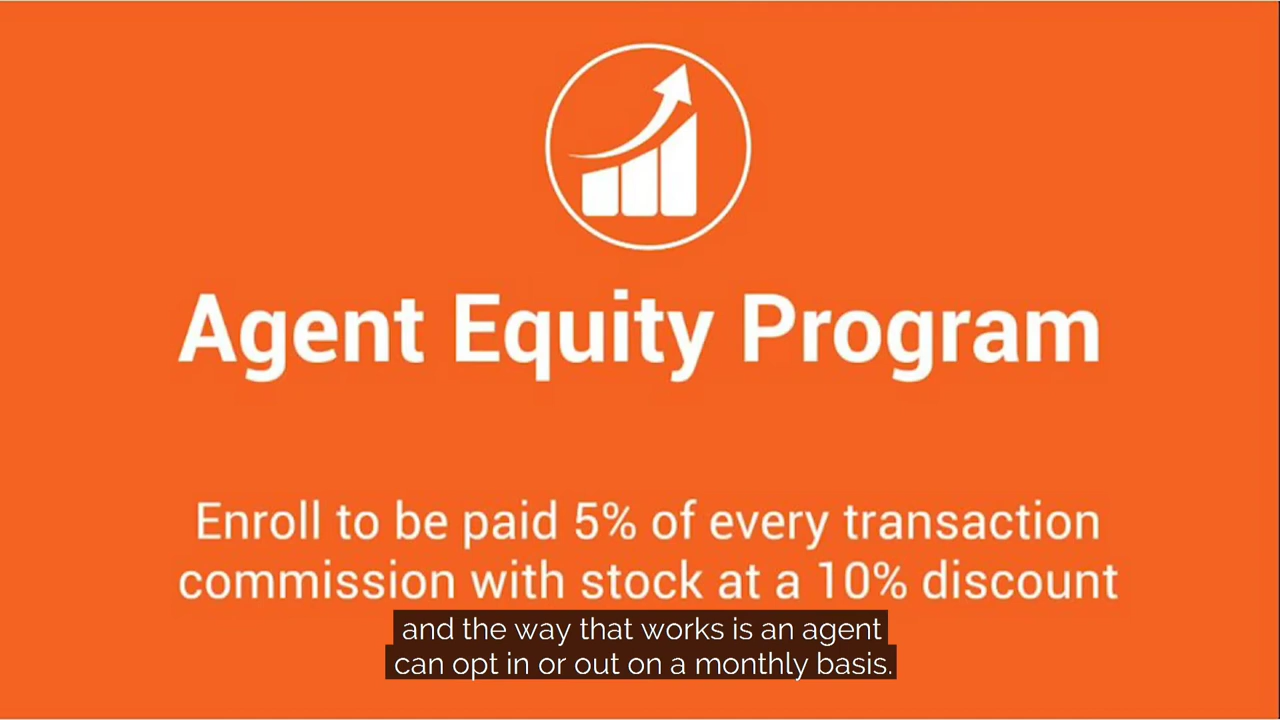 Agent Equity Program
Enroll to be paid 5% of every transaction
commission with stock at a 10% discount
and the way that works is an agent
can opt in or out on a monthly basis.